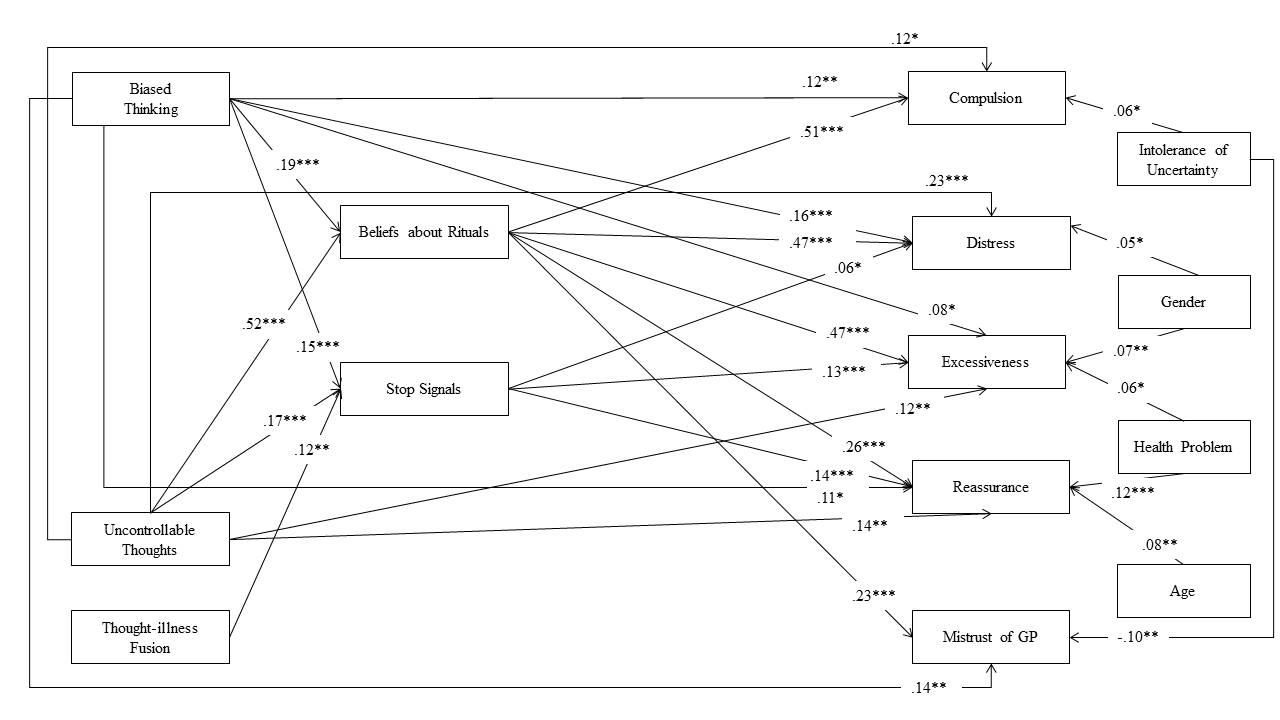 .12*
Biased
Thinking
.12**
Compulsion
.06*
.51***
Intolerance of
Uncertainty
.19***
.23***
Beliefs about Rituals
.16***
.47***
Distress
.05*
.06*
Gender
.08*
.52***
.15***
.47***
Excessiveness
.07**
.13***
.06*
Stop Signals
.12**
.17***
.12**
.26***
Health Problem
.14***
Reassurance
.12***
.11*
.14**
Uncontrollable
Thoughts
.08**
Age
.23***
Thought-illness
Fusion
Mistrust of GP
-.10**
.14**